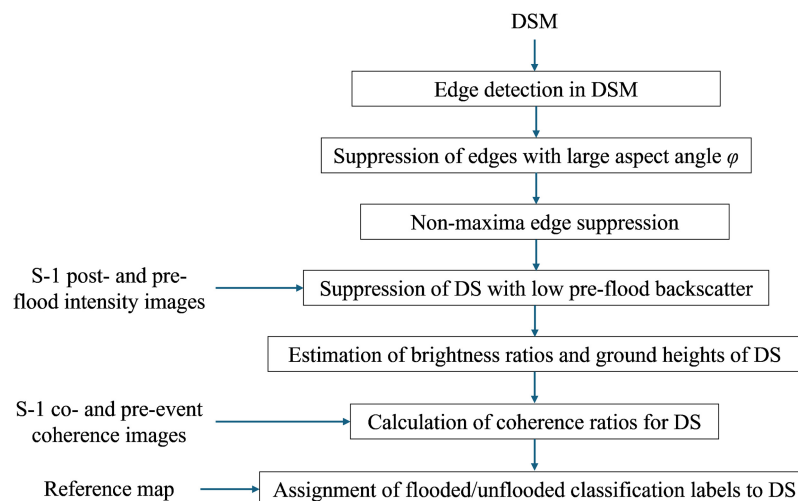 DSM
Edge detection in DSM
Suppression of edges with large aspect angle φ
Non-maxima edge suppression
S-1 post- and pre-
flood intensity images
Suppression of DS with low pre-flood backscatter
Estimation of brightness ratios and ground heights of DS
S-1 co- and pre-event
coherence images
Calculation of coherence ratios for DS
Reference map
Assignment of flooded/unflooded classification labels to DS